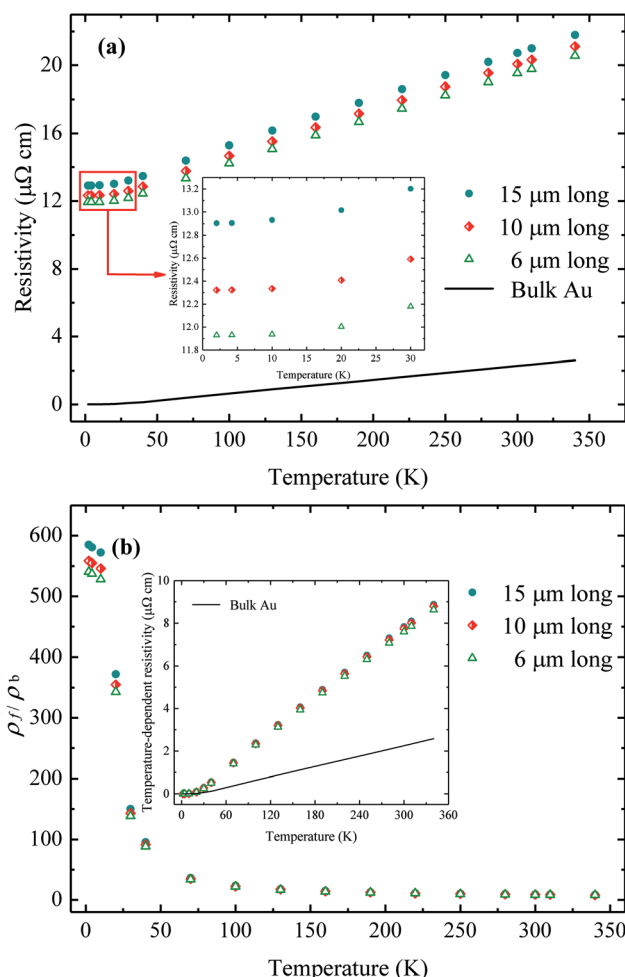 (a)
Resistivity (μΩ cm)
20
16
12
8
4
0
0 50 100 150 200 250 300 350
Temperature (K)
15 μm long
10 μm long
6 μm long
Bulk Au
Resistivity (μΩ cm)
13.2
13.0
12.8
12.6
12.4
12.2
12.0
11.8
0 5 10 15 20 25 30
Temperature (K)
(b)
ρf/ρb
600
500
400
300
200
100
0
0 50 100 150 200 250 300 350
Temperature (K)
15 μm long
10 μm long
6 μm long
Temperature-dependent resistivity (μΩ cm)
10
8
6
4
2
0
0 60 120 180 240 300 360
Temperature (K)
Bulk Au